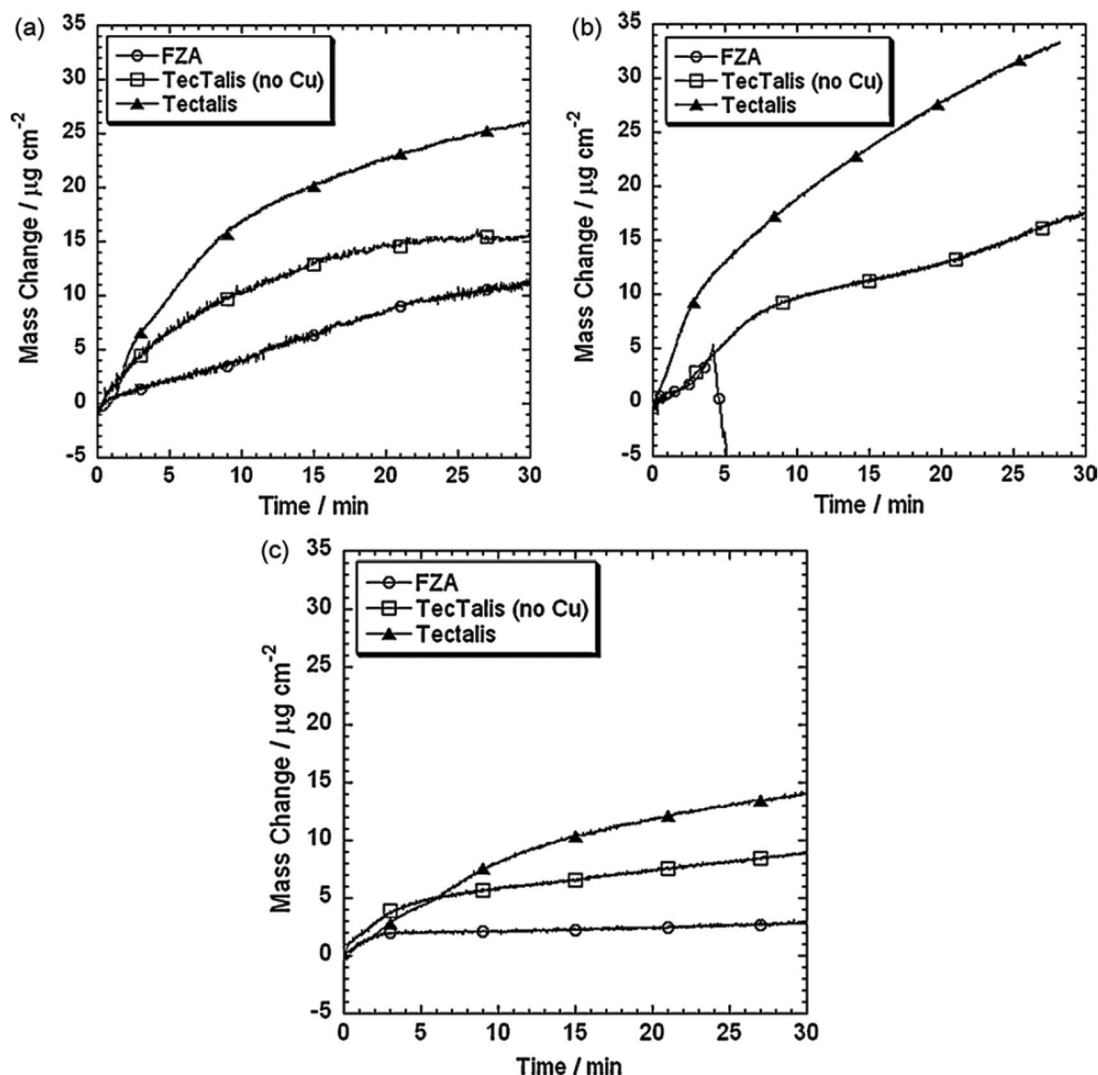 (a)
FZA
TecTalis (no Cu)
Tectalis
Mass Change / μg cm-2
35
30
25
20
15
10
5
0
-5
0 5 10 15 20 25 30
Time / min
(b)
FZA
TecTalis (no Cu)
Tectalis
Mass Change / μg cm-2
35
30
25
20
15
10
5
0
-5
0 5 10 15 20 25 30
Time / min
(c)
FZA
TecTalis (no Cu)
Tectalis
Mass Change / μg cm-2
35
30
25
20
15
10
5
0
-5
0 5 10 15 20 25 30
Time / min